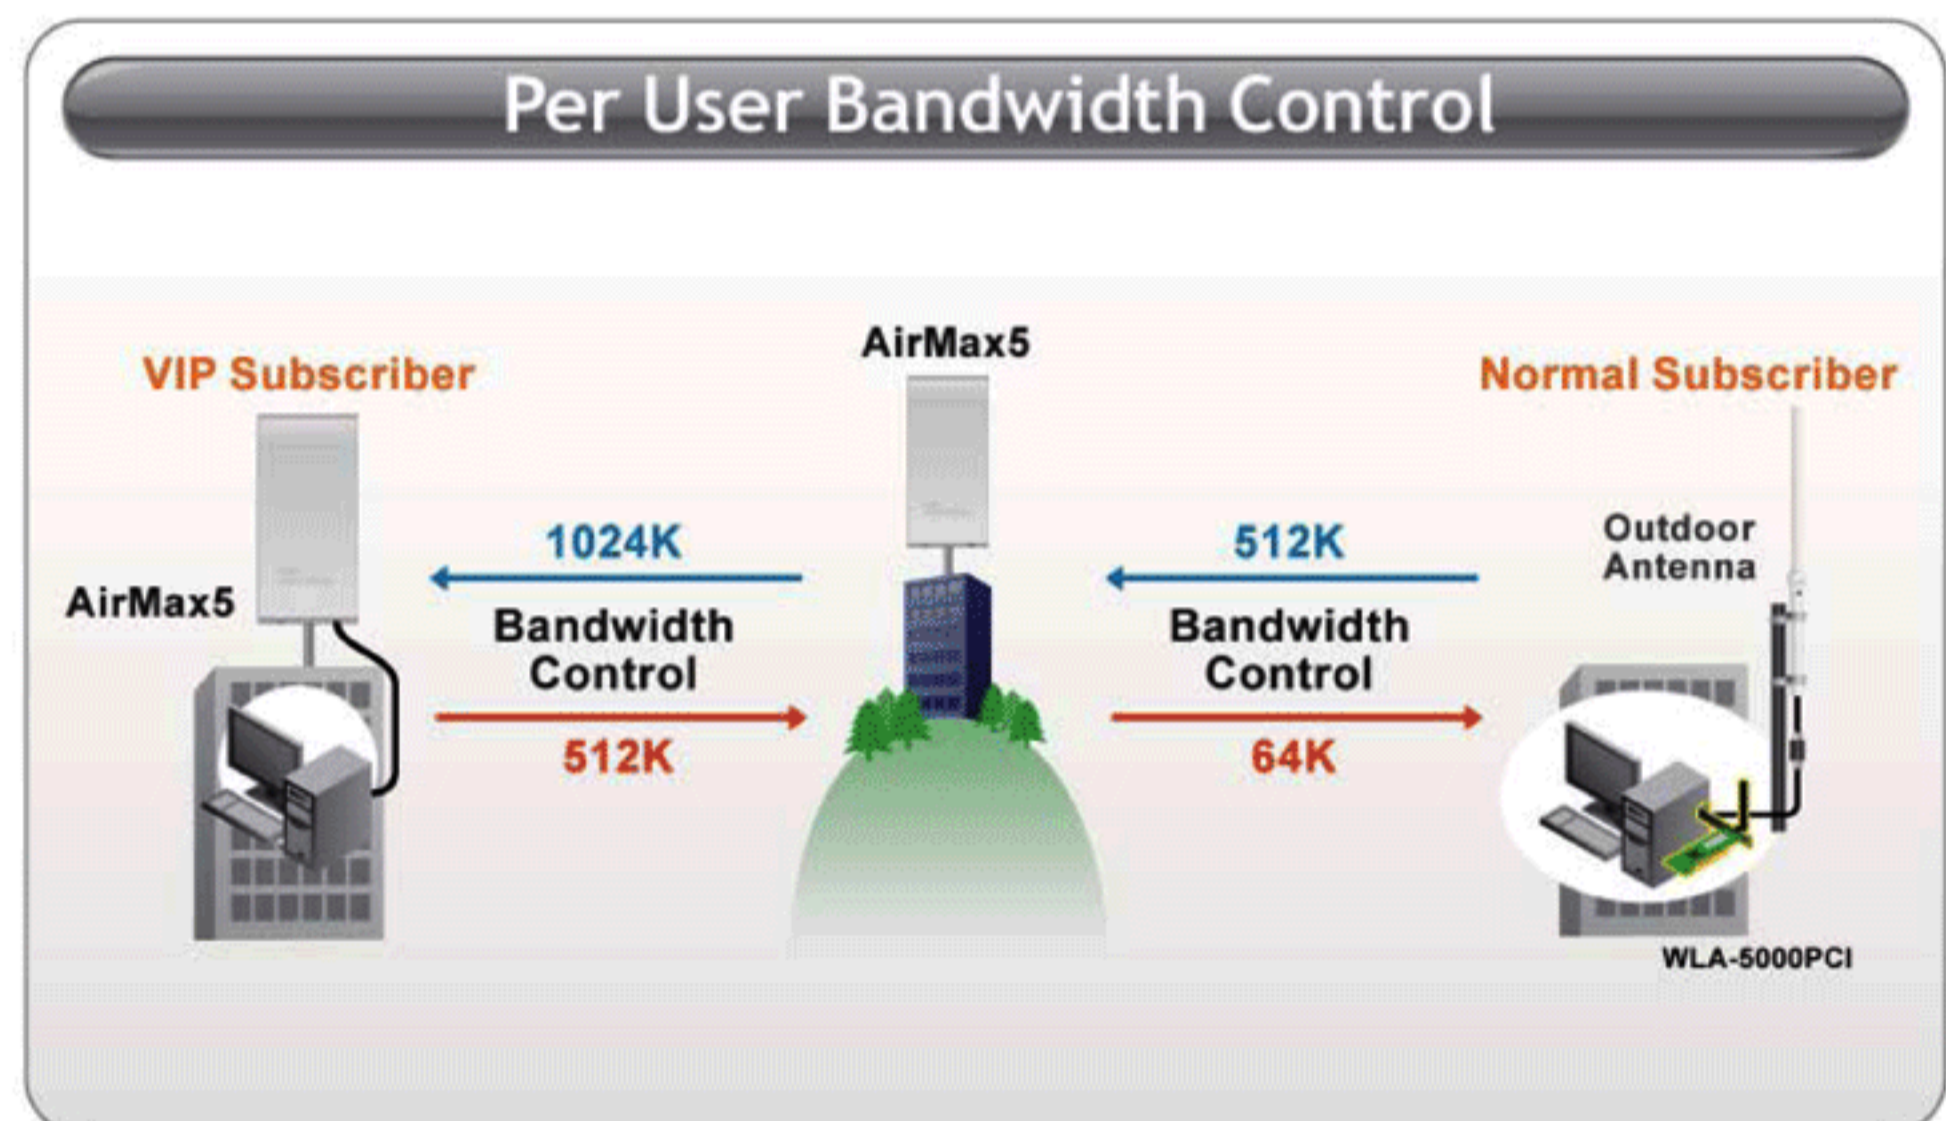 Per User Bandwidth Control
VIP Subscriber
AirMax5
Normal Subscriber
AirMax5
1024K
Bandwidth
Control
512K
512K
Bandwidth
Control
64K
Outdoor
Antenna
WLA-5000PCI